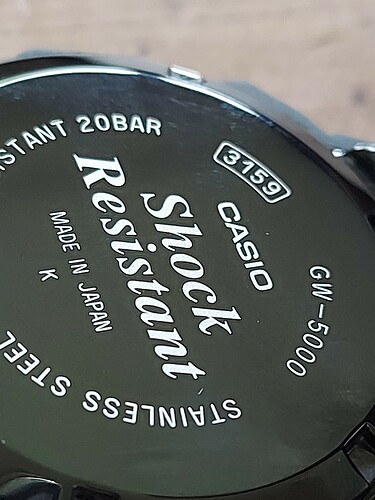 STANT 20BAR
3159
CASIO
GW-5000
Shock
Resistant
MADE IN JAPAN
K
STAINLESS STEEL